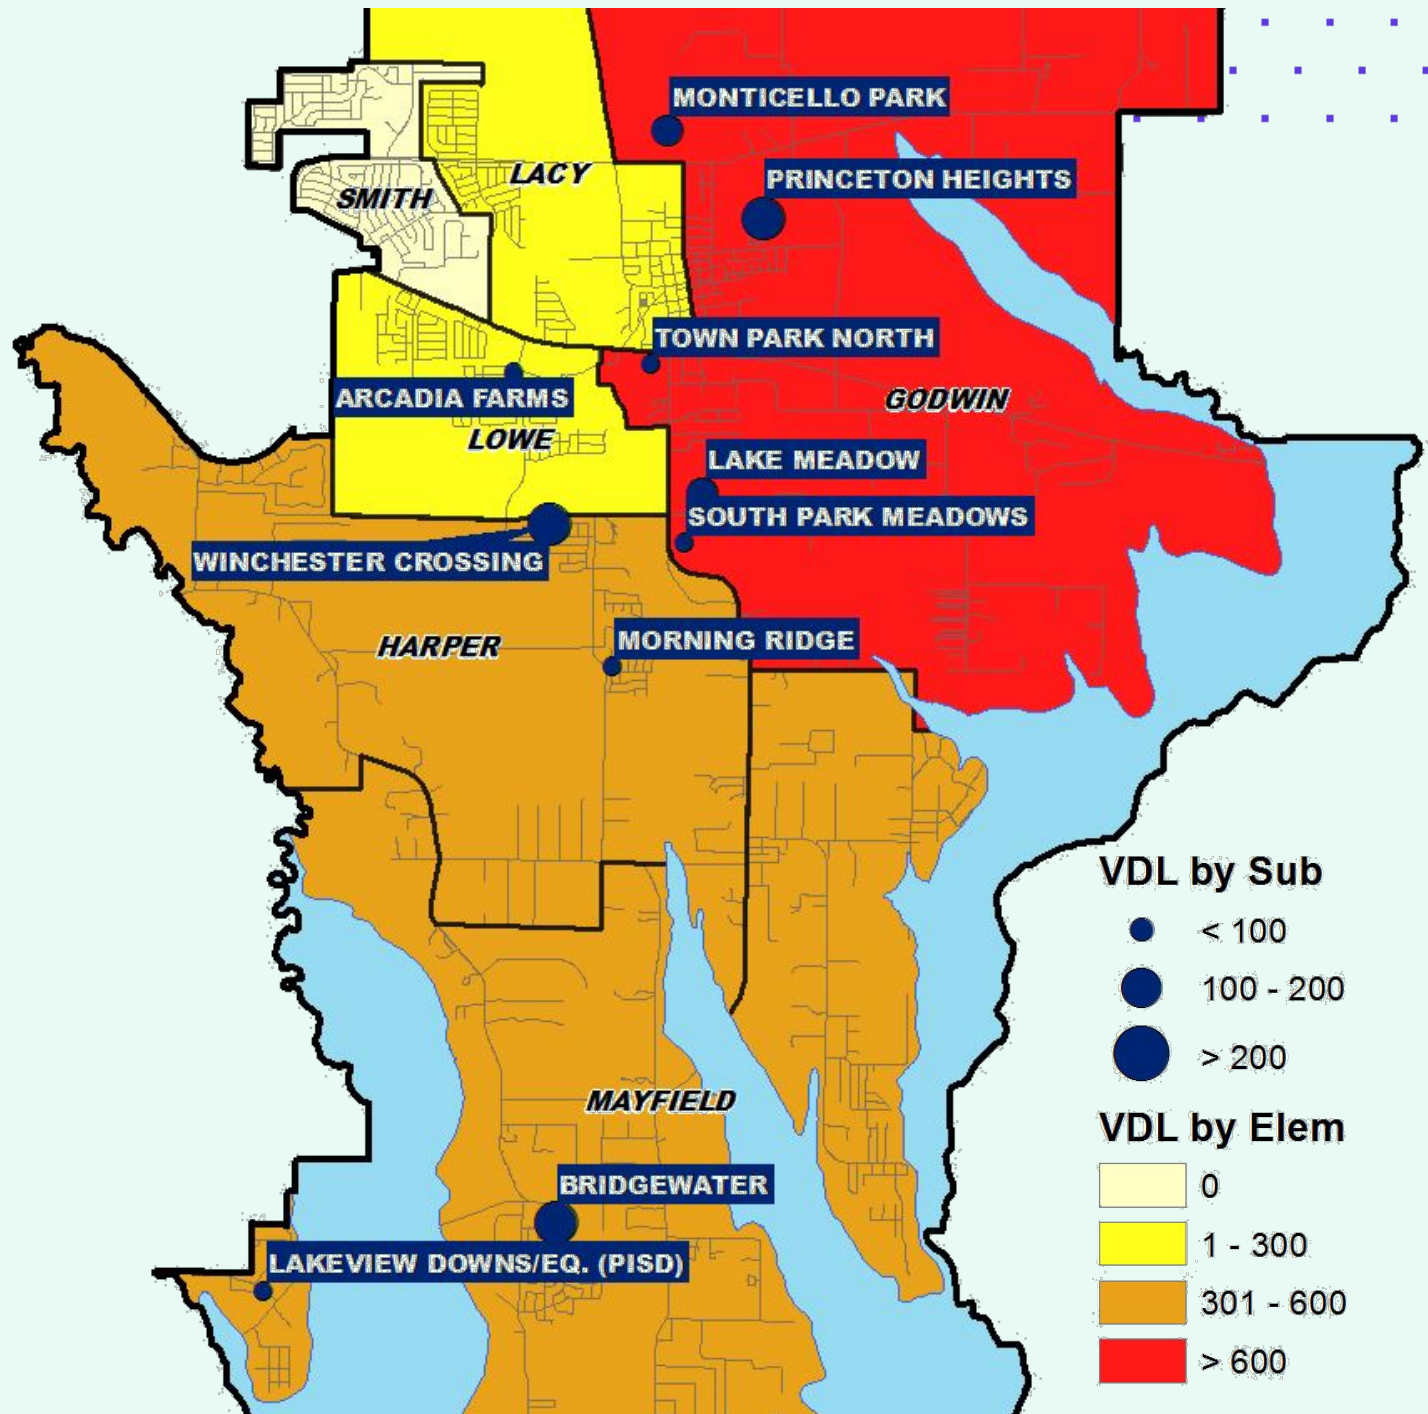 MONTICELLO PARK
LACY
PRINCETON HEIGHTS
SMITH
TOWN PARK NORTH
ARCADIA FARMS
GODWIN
LOWE
LAKE MEADOW
SOUTH PARK MEADOWS
WINCHESTER CROSSING
HARPER
MORNING RIDGE
MAYFIELD
BRIDGEWATER
LAKEVIEW DOWNS/EQ. (PISD)
VDL by Sub
< 100
100 - 200
> 200
VDL by Elem
0
1 - 300
301 - 600
> 600